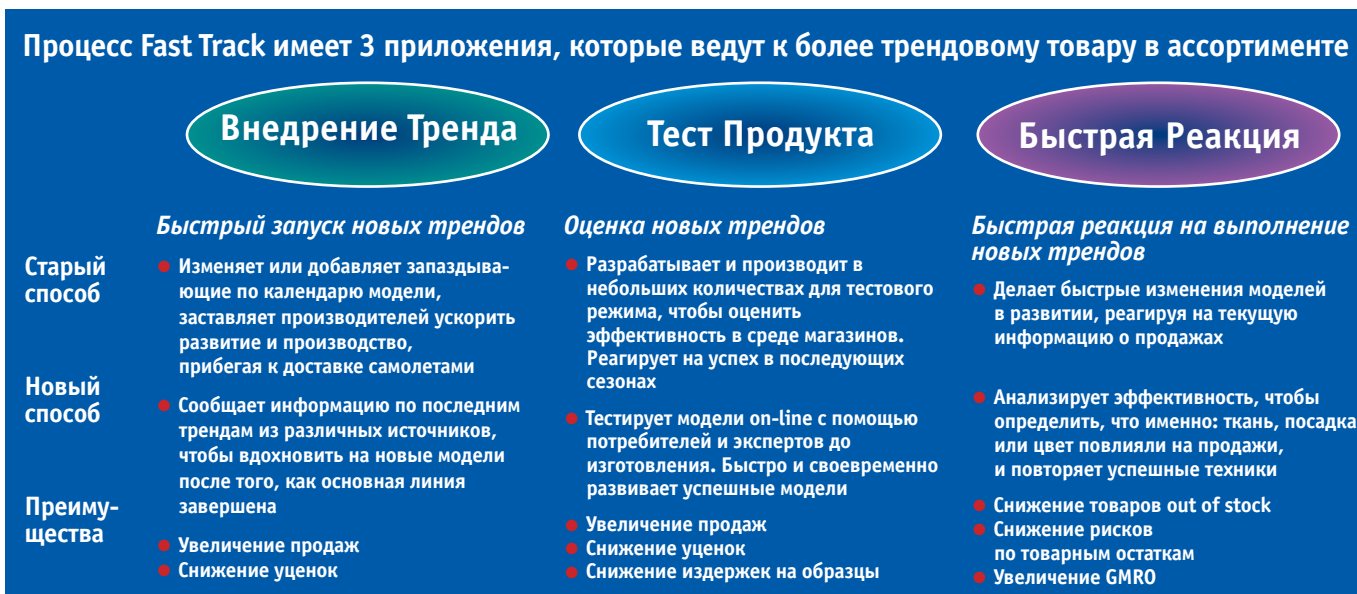 Процесс Fast Track имеет 3 приложения, которые ведут к более трендовому товару в ассортименте
Внедрение Тренда
Тест Продукта
Быстрая Реакция
Старый
способ
Новый
способ
Преиму-
щества
Быстрый запуск новых трендов
Изменяет или добавляет запаздыва-
ющие по календарю модели,
заставляет производителей ускорить
развитие и производство,
прибегая к доставке самолетами
Сообщает информацию по последним
трендам из различных источников,
чтобы вдохновить на новые модели
после того, как основная линия
завершена
Увеличение продаж
Снижение уценок
Оценка новых трендов
Разрабатывает и производит в
небольших количествах для тестового
режима, чтобы оценить
эффективность в среде магазинов.
Реагирует на успех в последующих
сезонах
Тестирует модели on-line с помощью
потребителей и экспертов до
изготовления. Быстро и своевременно
развивает успешные модели
Увеличение продаж
Снижение уценок
Снижение издержек на образцы
Быстрая реакция на выполнение
новых трендов
Делает быстрые изменения моделей
в развитии, реагируя на текущую
информацию о продажах
Анализирует эффективность, чтобы
определить, что именно: ткань, посадка
или цвет повлияли на продажи,
и повторяет успешные техники
Снижение товаров out of stock
Снижение рисков
по товарным остаткам
Увеличение GMRO